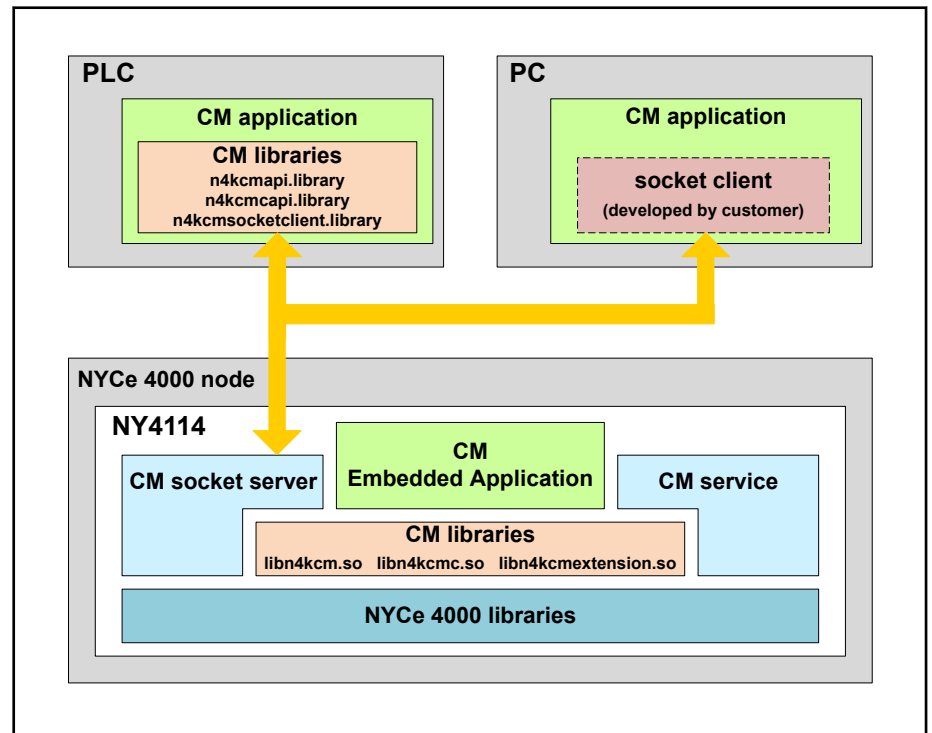 PLC
CM application
CM libraries
n4kcmapi.library
n4kcmcapi.library
n4kcmsocketclient.library
PC
CM application
socket client
(developed by customer)
NYCe 4000 node
NY4114
CM socket server
CM
Embedded Application
CM service
CM libraries
libn4kcm.so libn4kcmc.so libn4kcmextension.so
NYCe 4000 libraries